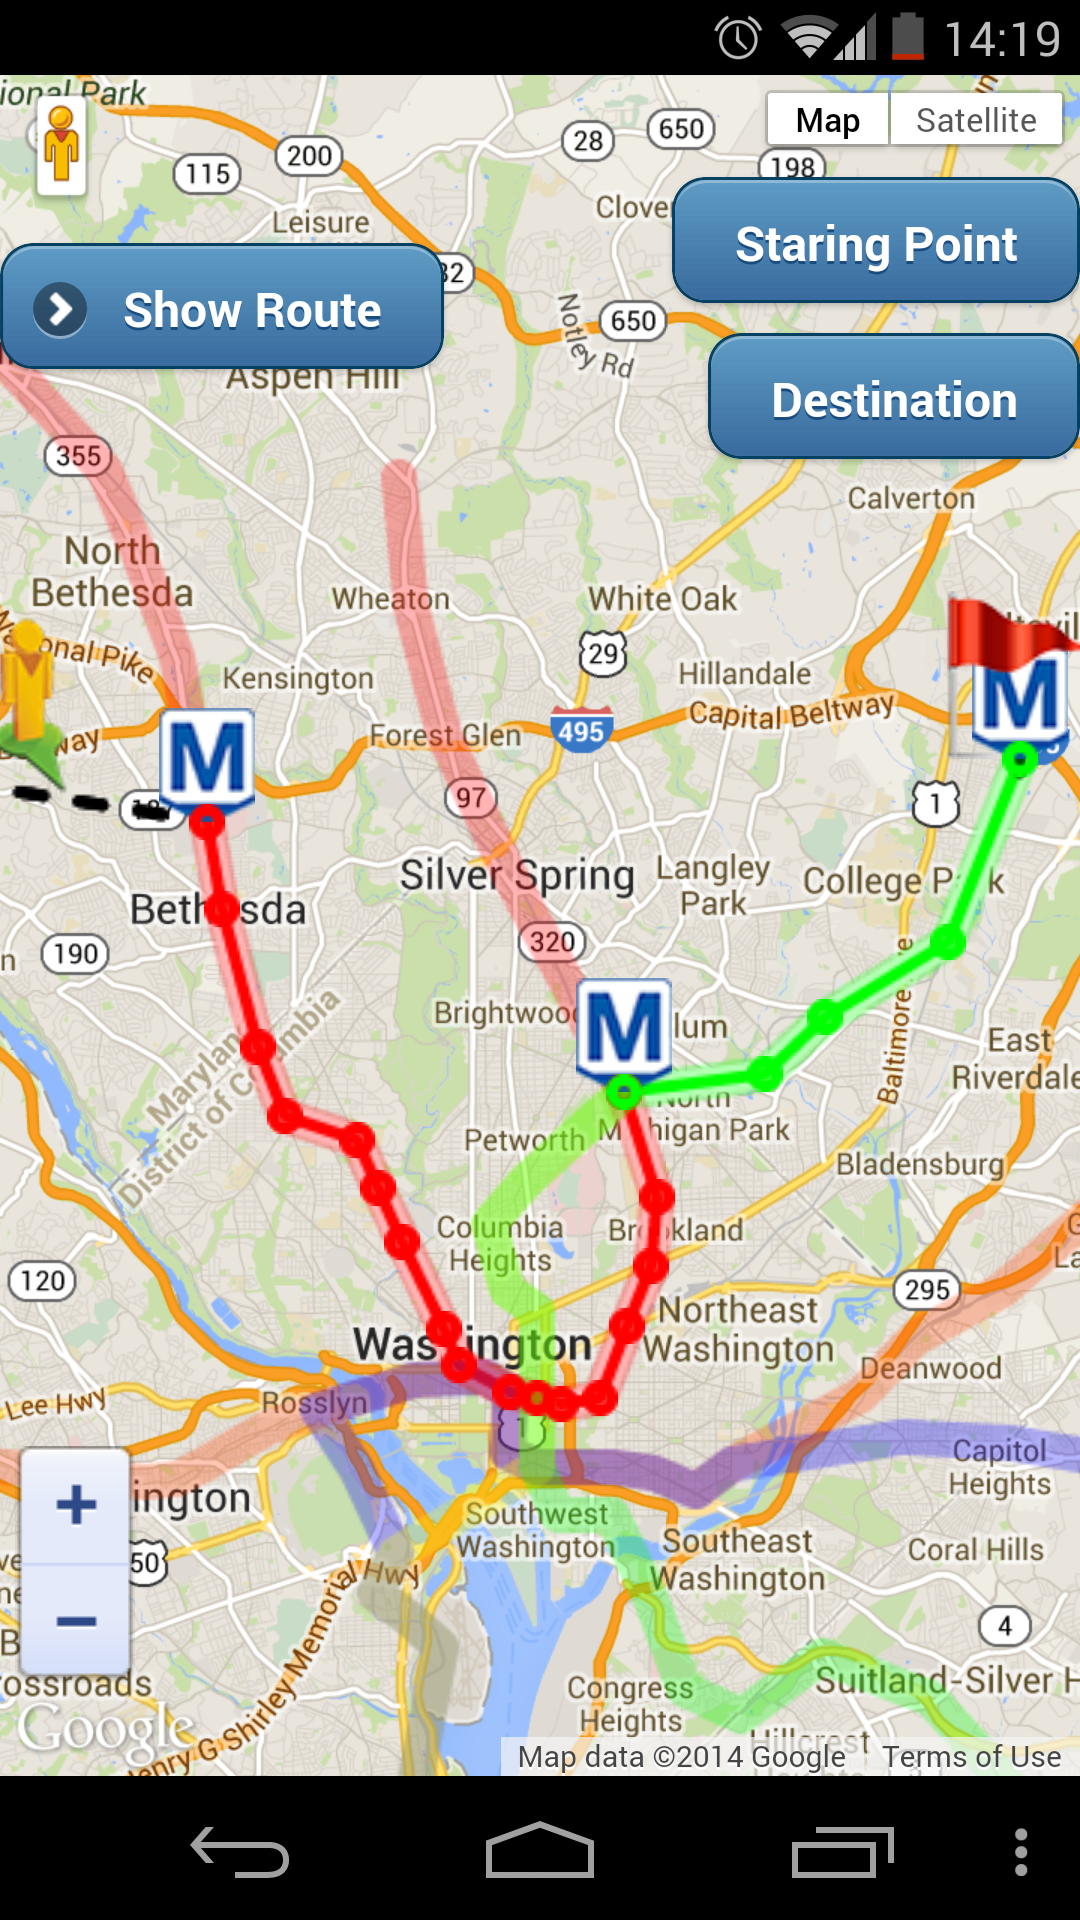 14:19
ional Park
Map
Satellite
28
650
200
115
198
Leisure
Clove
Staring Point
Show Route
650
Notley Rd
Aspen Hill
Destination
355
Calverton
North
Bethesda
Wheaton
White Oak
29
onal Pike
Kensington
Hillandale
Capital Beltway
Forest Glen
495
way
M
M
97
1
Silver Spring
Langley
Park
College P k
Beth sda
320
190
n
Brightwood
M
lum
Maryland
District of Columbia
Baltimore
East
Riverdale
North
M higan Park
Petworth
Bladensburg
Columbia
Heights
Br kland
120
295
Northeast
Washington
Was ington
Deanwood
Lee Hwy
Rosslyn
1
Capitol
Heights
ington
+
Southwest
Washington
Southeast
Washington
Coral Hills
50
−
4
ossroads
Henry G Shirley Memorial Hwy
Congress
Heights
Suitland-Silver H
Hillcrest
Google
Map data ©2014 Google
Terms of Use